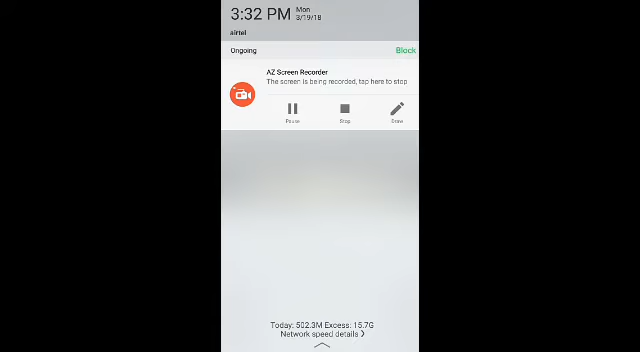 3:32 PM Mon
3/19/18
airtel
Ongoing Block
AZ Screen Recorder
The screen is being recorded, tap here to stop
Pause Stop Draw
Today: 502.3M Excess: 15.7G
Network speed details ❯